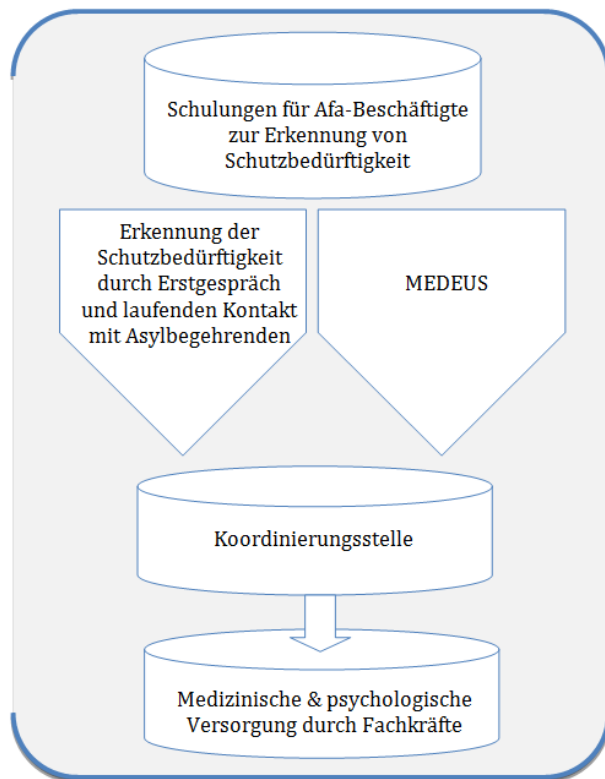 Schulungen für Afa-Beschäftigte
zur Erkennung von
Schutzbedürftigkeit
Erkennung der
Schutzbedürftigkeit
durch Erstgespräch
und laufenden Kontakt
mit Asylbegehrenden
MEDEUS
Koordinierungsstelle
Medizinische & psychologische
Versorgung durch Fachkräfte